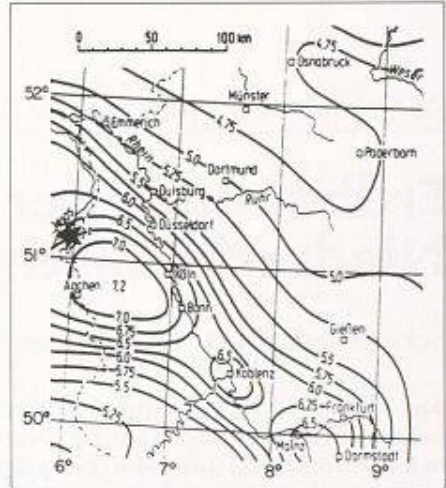 0 50 100 km
4,75
Osnabrück
Weser
52°
Münster
4,75
Emmerich
Rhein
5,0
5,25
Dortmund
Paderborn
5,5
Duisburg
Ruhr
6,0
6,5
Düsseldorf
7,0
51°
5,0
Köln
Aachen
7,2
Bonn
7,0
6,75
6,5
6,0
5,75
5,5
Gießen
5,5
5,75
6,0
6,5
Koblenz
50°
5,25
6,25
Frankfurt
6,5
Mainz
Darmstadt
6° 7° 8° 9°